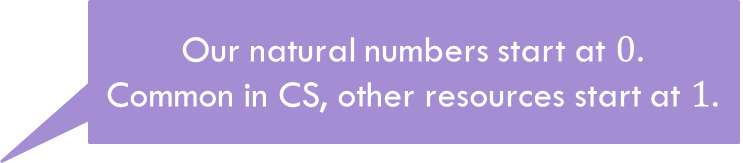 Our natural numbers start at 0.
Common in CS, other resources start at 1.